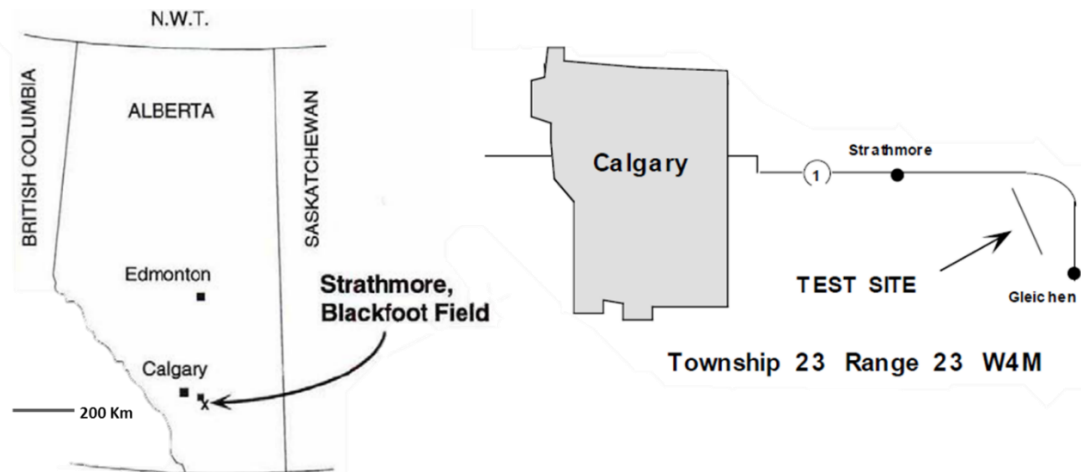 N.W.T.
BRITISH COLUMBIA
ALBERTA
SASKATCHEWAN
Edmonton
Strathmore,
Blackfoot Field
Calgary
x
200 Km
Calgary
1
Strathmore
TEST SITE
Gleichen
Township 23 Range 23 W4M